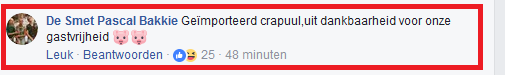 De Smet Pascal Bakkie Geïmporteerd crapuul,uit dankbaarheid voor onze
gastvrijheid 🐷🐷
Leuk · Beantwoorden · 25 · 48 minuten